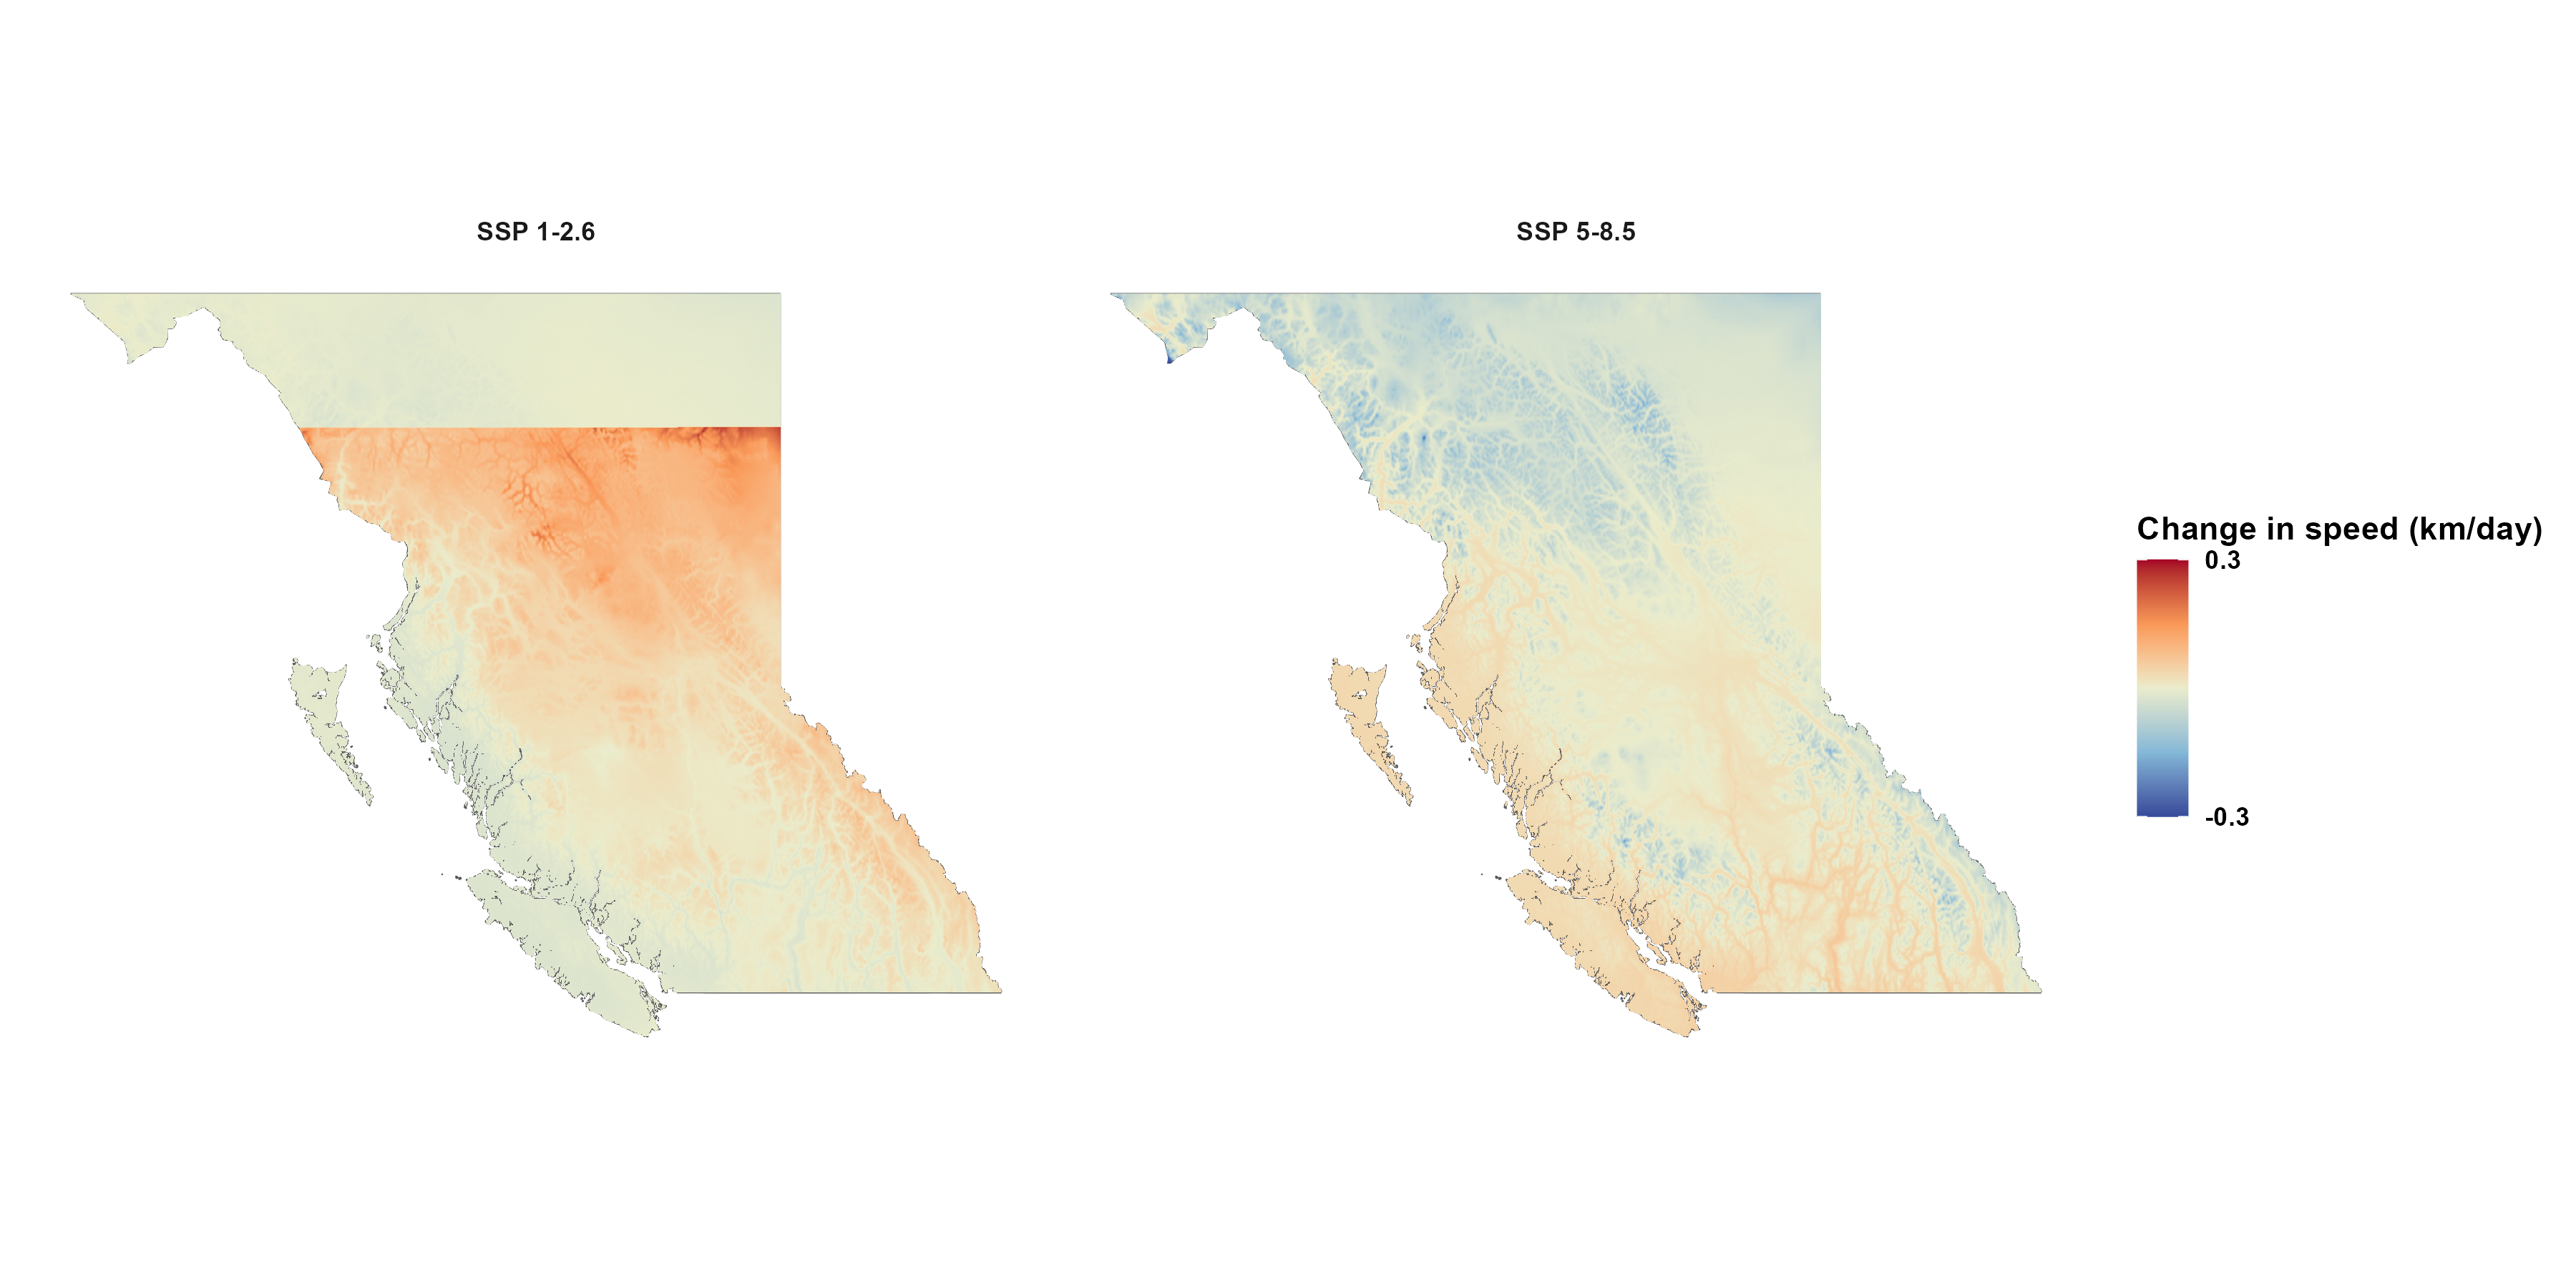 SSP 1-2.6
SSP 5-8.5
Change in speed (km/day)
0.3
-0.3